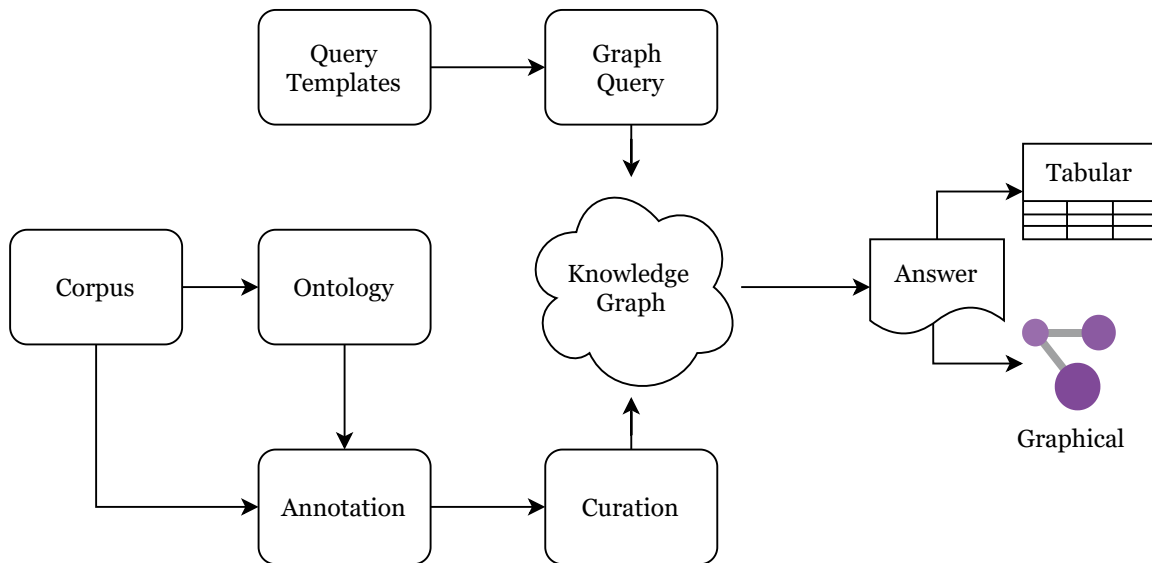 Query
Templates
Graph
Query
Tabular
Corpus
Ontology
Knowledge
Graph
Answer
Annotation
Curation
Graphical